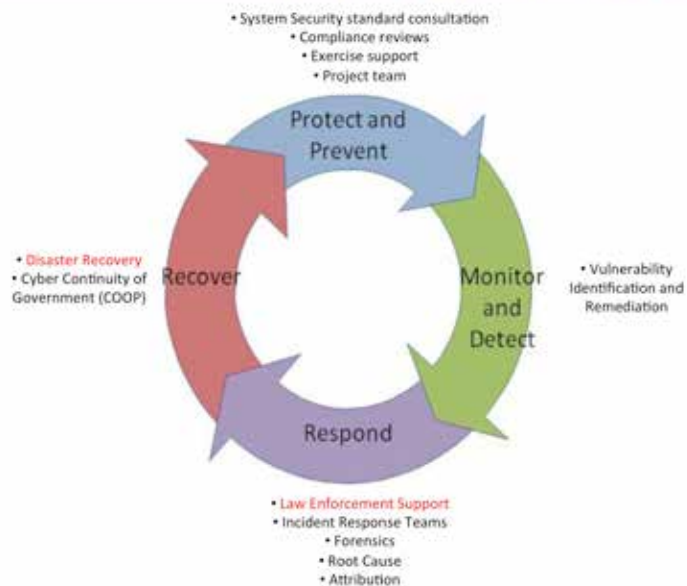 • System Security standard consultation
• Compliance reviews
• Exercise support
• Project team
Protect and
Prevent
Monitor
and
Detect
• Vulnerability
Identification and
Remediation
Respond
• Law Enforcement Support
• Incident Response Teams
• Forensics
• Root Cause
• Attribution
Recover
• Disaster Recovery
• Cyber Continuity of
Government (COOP)